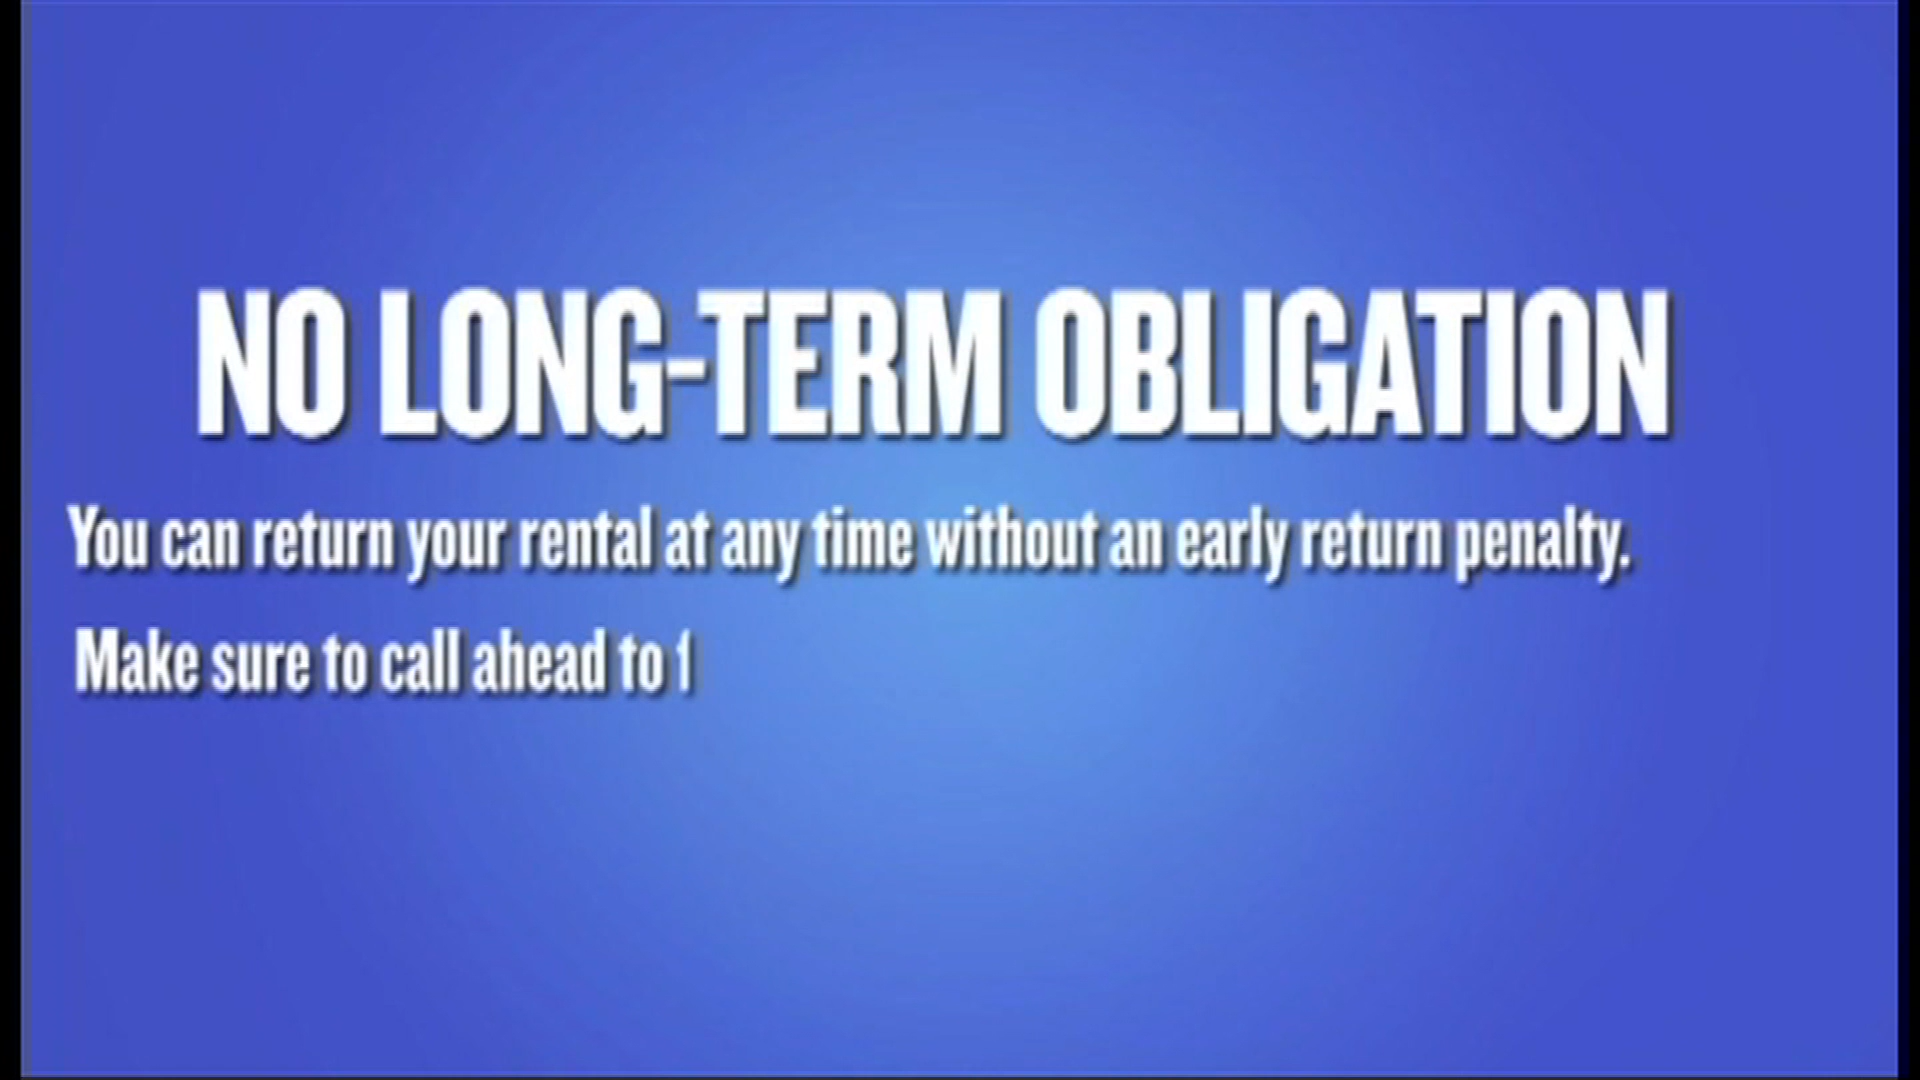 NO LONG-TERM OBLIGATION
You can return your rental at any time without an early return penalty.
Make sure to call ahead to